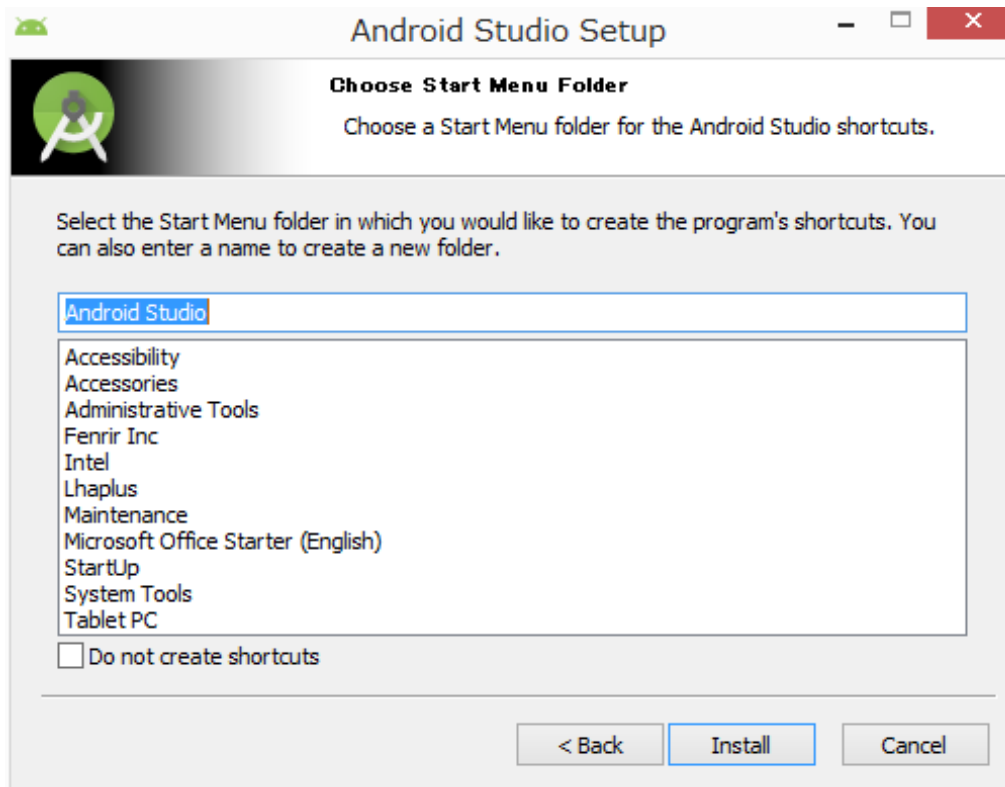 Android Studio Setup
Choose Start Menu Folder
Choose a Start Menu folder for the Android Studio shortcuts.
Select the Start Menu folder in which you would like to create the program's shortcuts. You
can also enter a name to create a new folder.
Android Studio
Accessibility
Accessories
Administrative Tools
Fenrir Inc
Intel
Lhaplus
Maintenance
Microsoft Office Starter (English)
StartUp
System Tools
Tablet PC
Do not create shortcuts
< Back
Install
Cancel